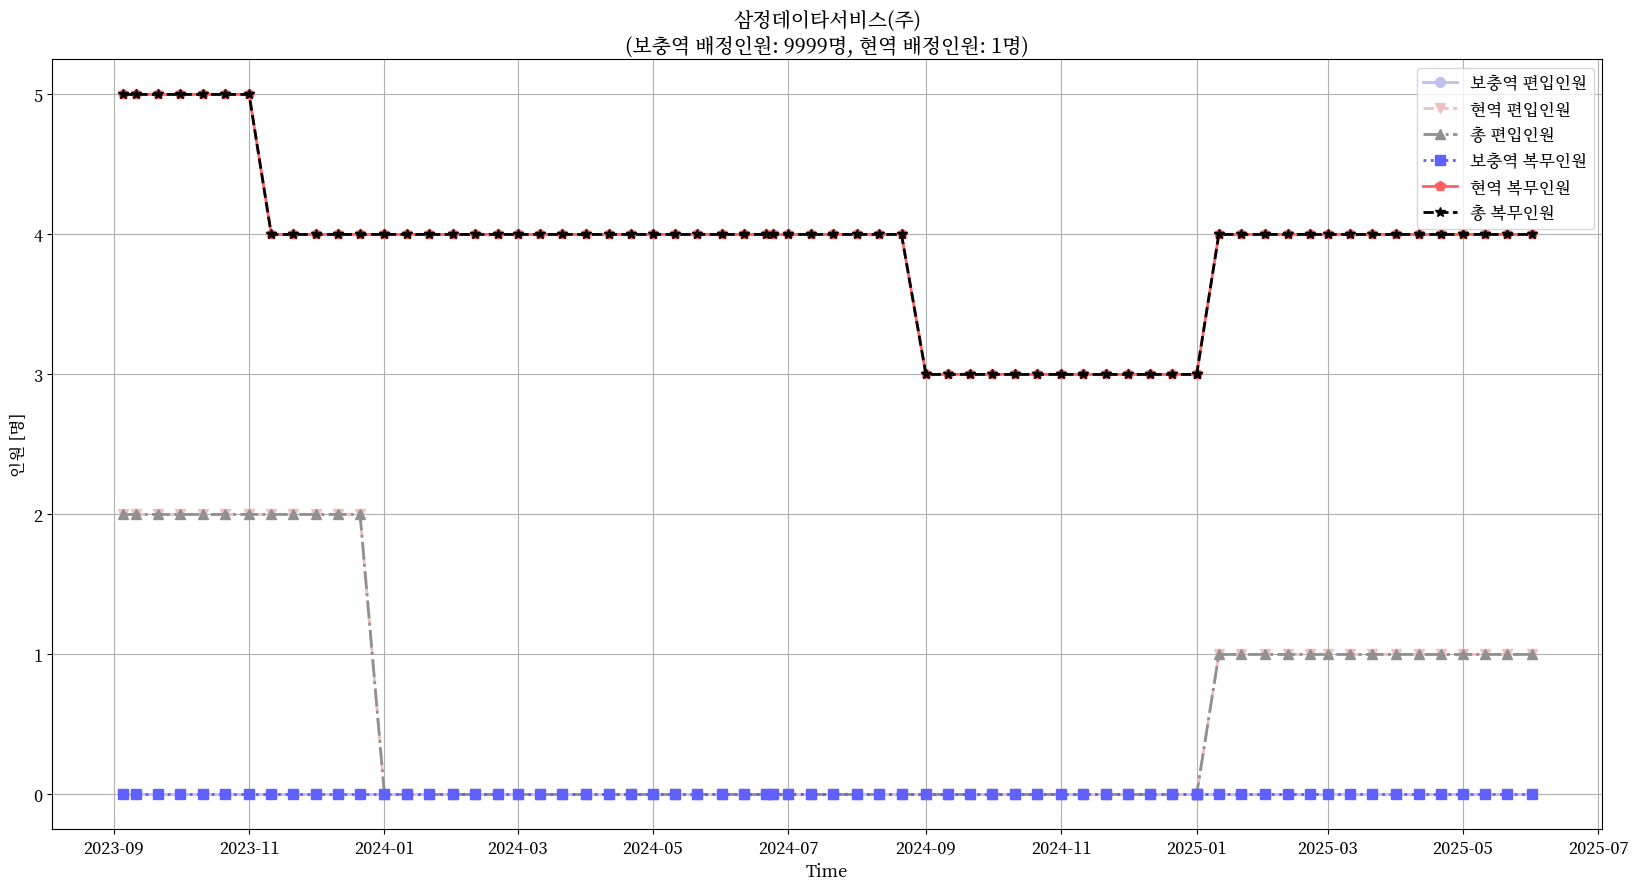 삼정데이타서비스(주)
(보충역 배정인원: 9999명, 현역 배정인원: 1명)
보충역 편입인원
현역 편입인원
총 편입인원
보충역 복무인원
현역 복무인원
총 복무인원
인원 [명]
5
4
3
2
1
0
2023-09 2023-11 2024-01 2024-03 2024-05 2024-07 2024-09 2024-11 2025-01 2025-03 2025-05 2025-07
Time